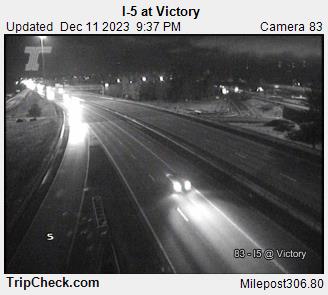 I-5 at Victory
Updated Dec 11 2023 9:37 PM Camera 83
T
S
83 - I5 @ Victory
TripCheck.com Milepost306.80